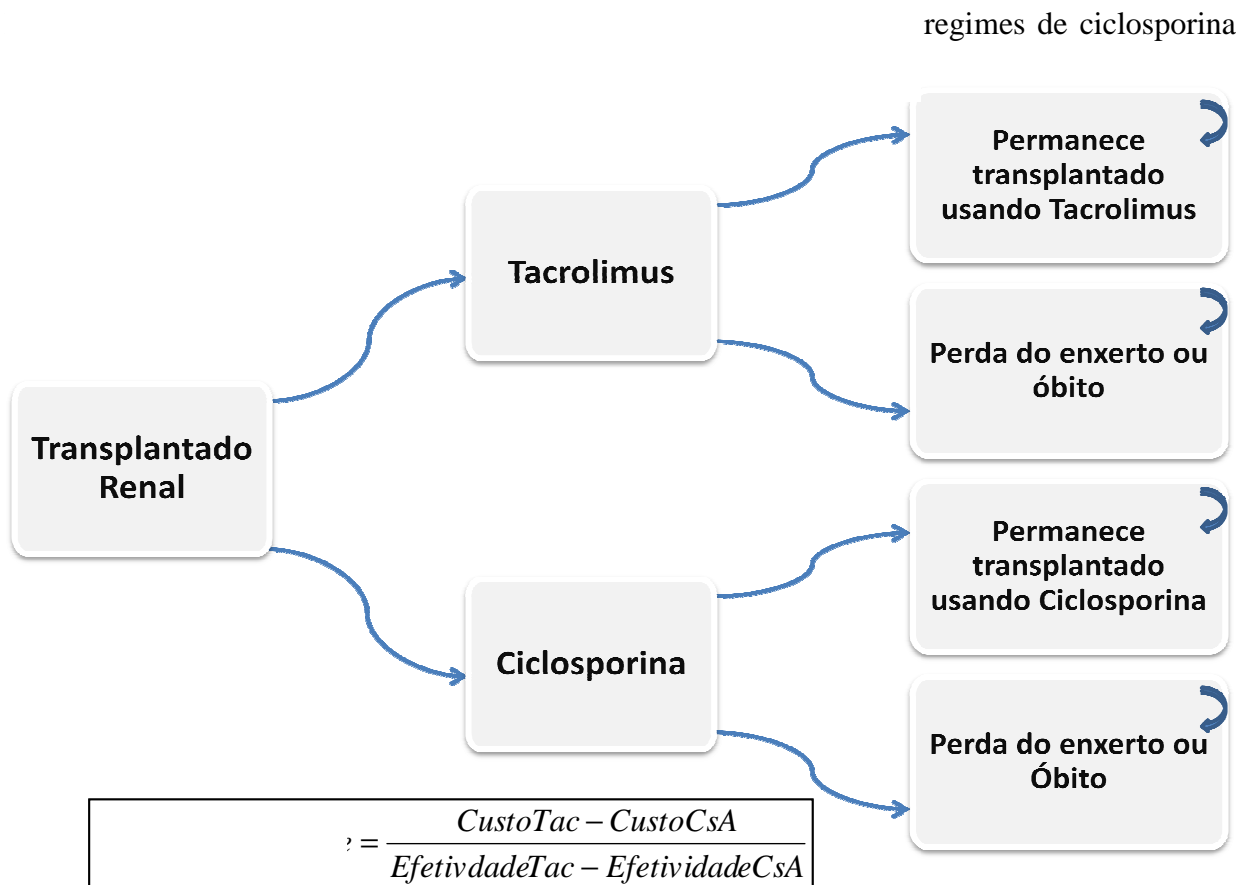 regimes de ciclosporina
Permanece
transplantado
usando Tacrolimus
Tacrolimus
Perda do enxerto ou
óbito
Transplantado
Renal
Permanece
transplantado
usando Ciclosporina
Ciclosporina
Perda do enxerto ou
Óbito
= CustoTac − CustoCsA
EfetivdadeTac − EfetividadeCsA